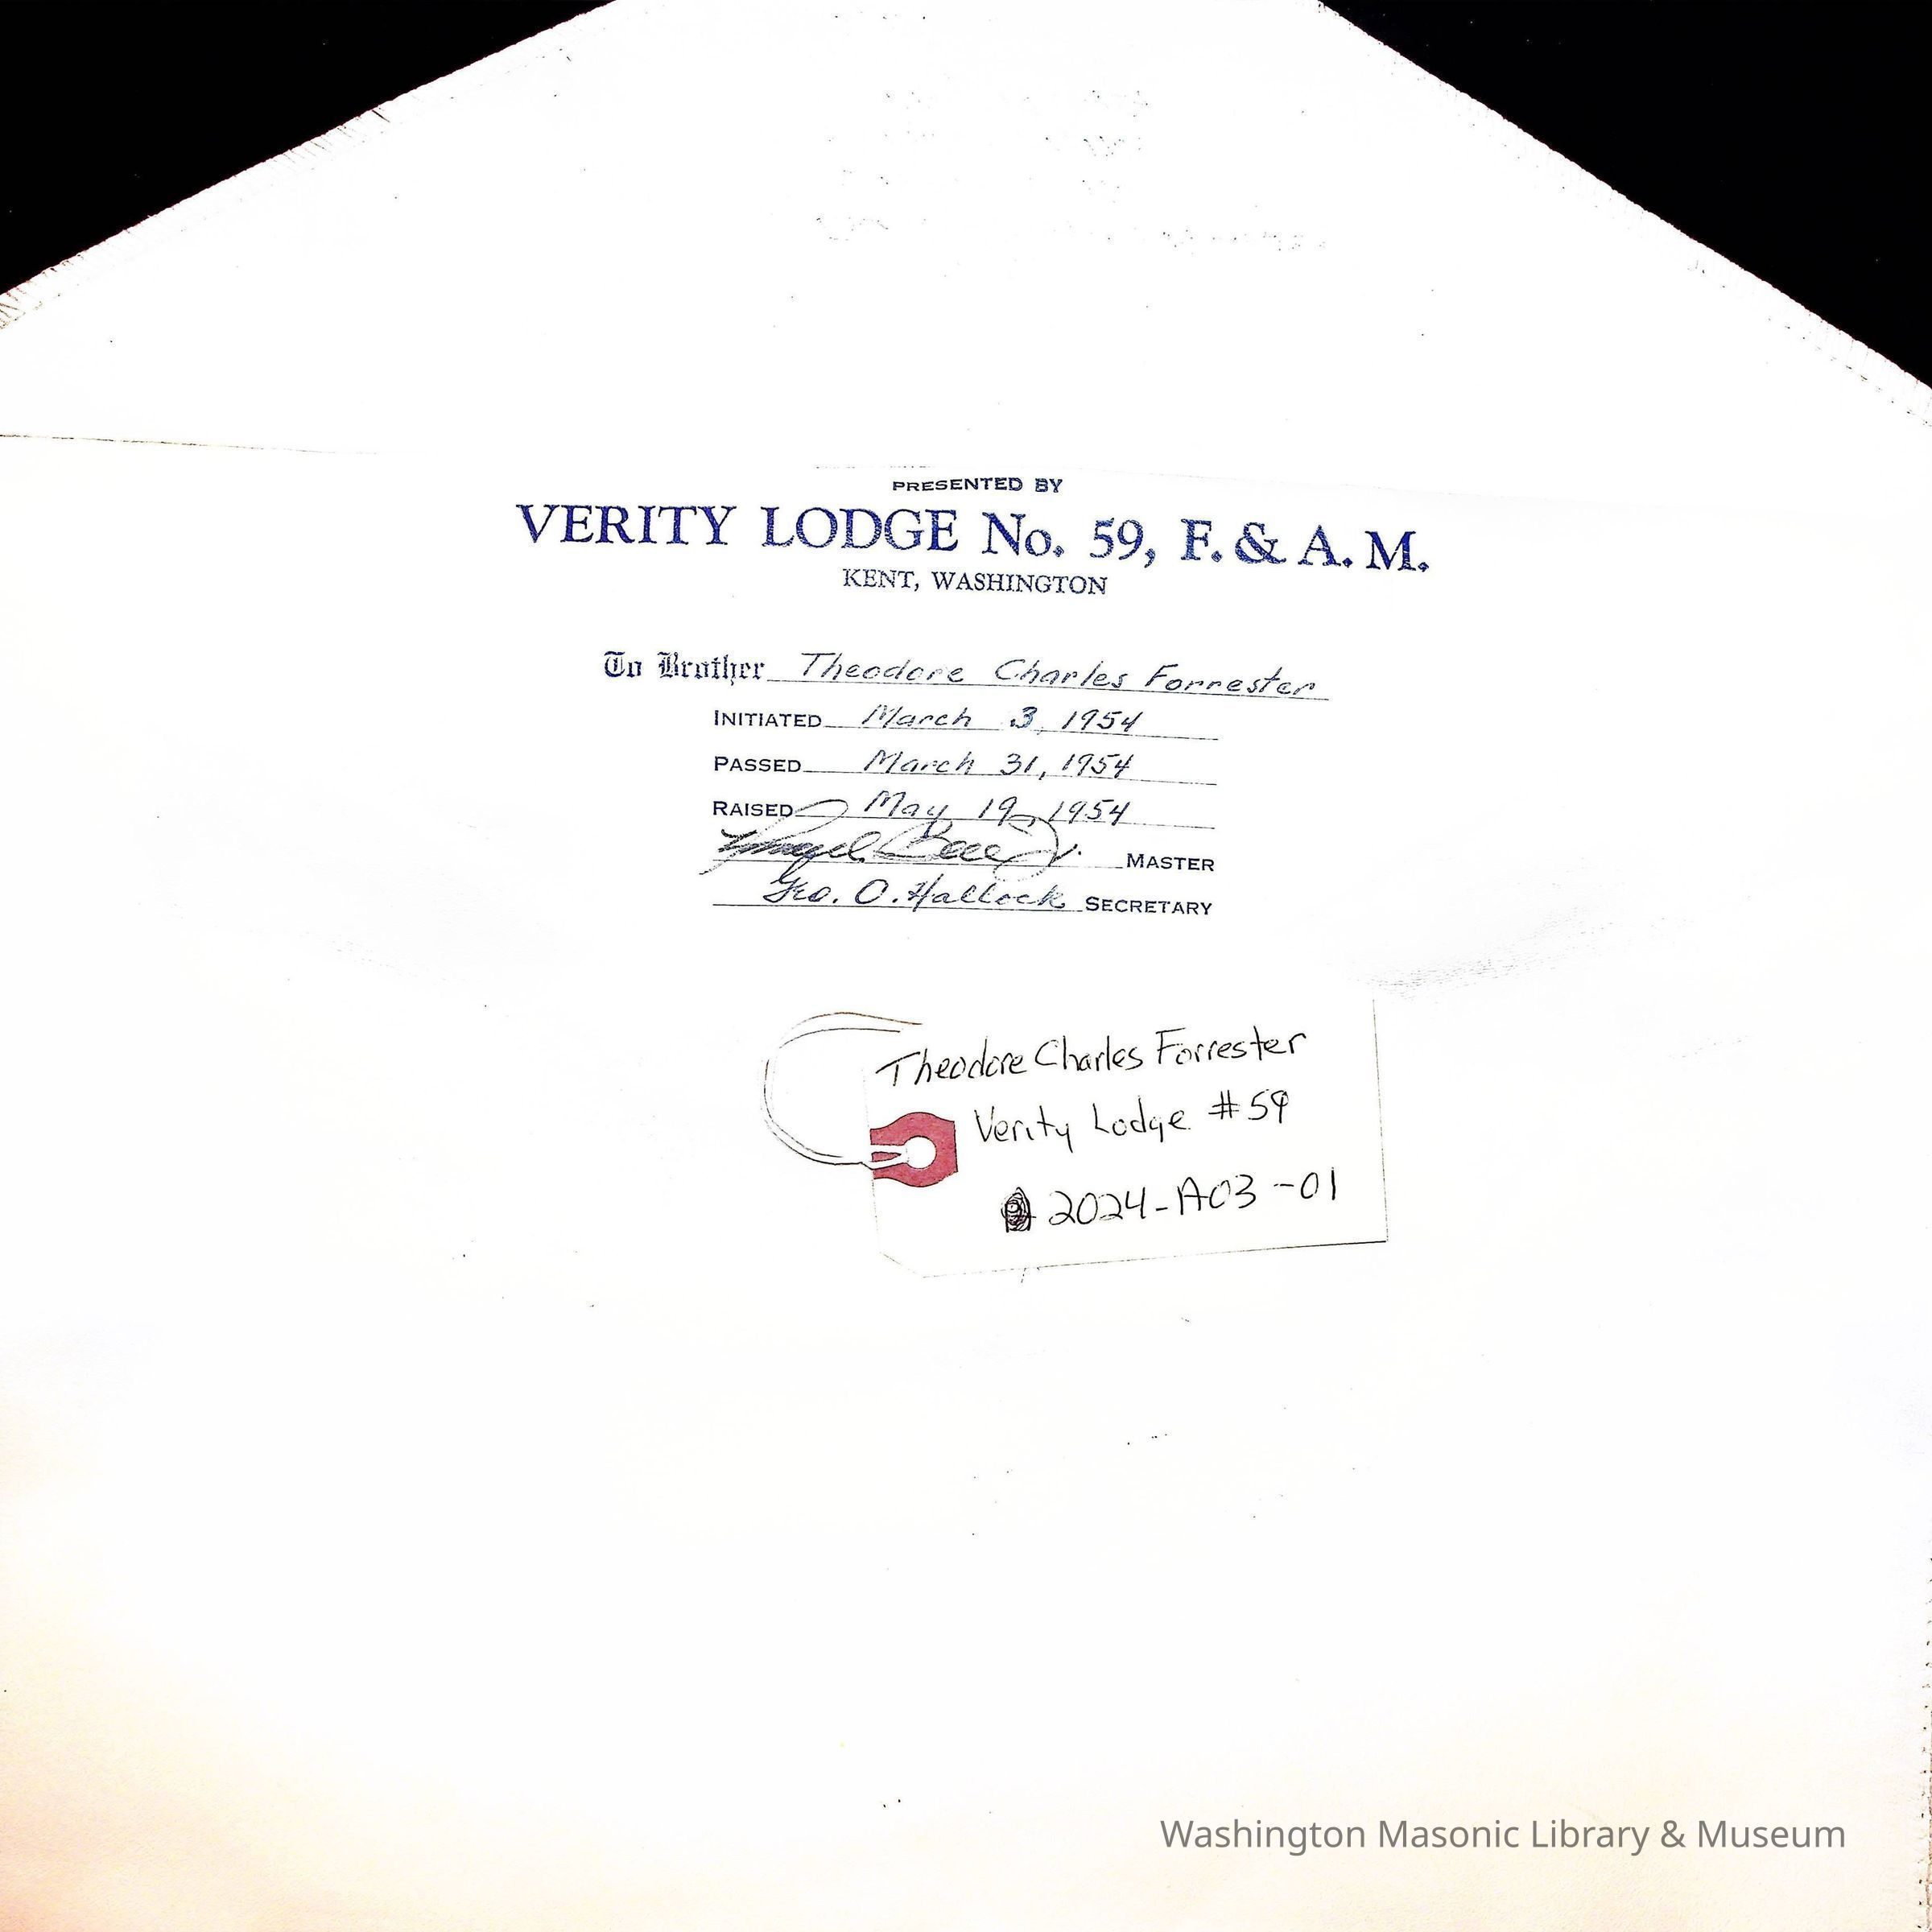 PRESENTED BY
VERITY LODGE No. 59, F. & A. M.
KENT, WASHINGTON
To Brother Theodore Charles Forrester
INITIATED March 3, 1954
PASSED March 31, 1954
RAISED May 19, 1954
MASTER
Geo. O. Hallock SECRETARY
Theodore Charles Forrester
Verity Lodge #59
2024-A03-01
Washington Masonic Library & Museum